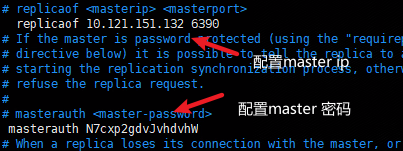 # replicaof <masterip> <masterport>
replicaof 10.121.151.132 6390
# If the master is password protected (using the "require
# directive below) it is possible to tell the replica to a
配置master ip
# starting the replication synchronization process, otherw
# refuse the replica request.
#
配置master 密码
# masterauth <master-password>
masterauth N7cxp2gdvJvhdvhW
# When a replica loses its connection with the master, or